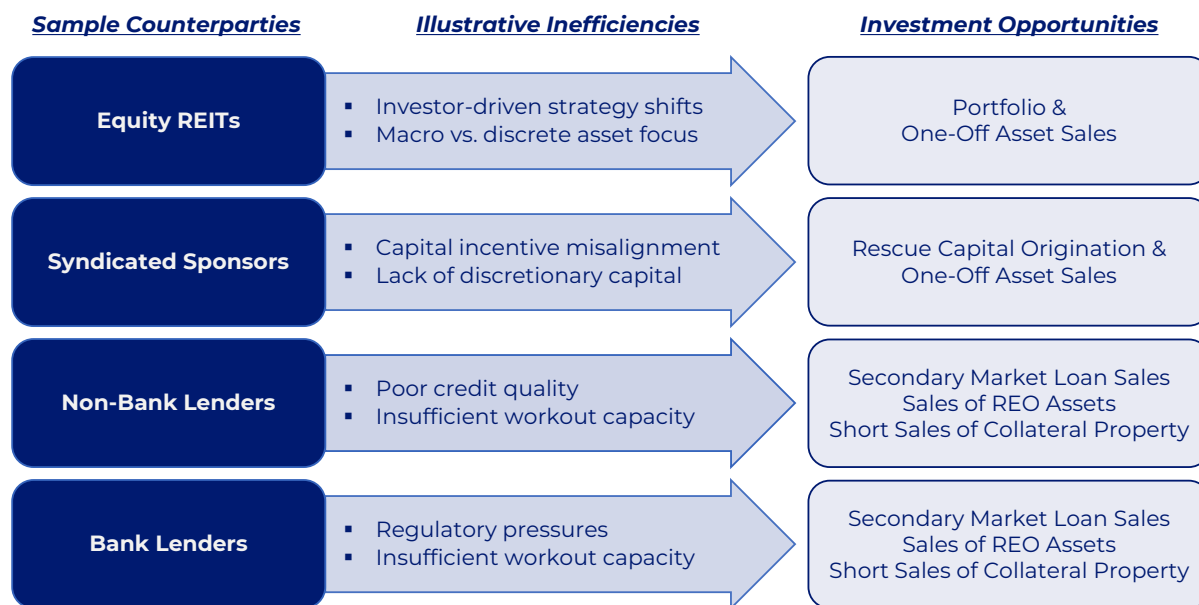 Sample Counterparties
Illustrative Inefficiencies
Investment Opportunities
Equity REITs
▪ Investor-driven strategy shifts
▪ Macro vs. discrete asset focus
Portfolio &
One-Off Asset Sales
Syndicated Sponsors
▪ Capital incentive misalignment
▪ Lack of discretionary capital
Rescue Capital Origination &
One-Off Asset Sales
Non-Bank Lenders
▪ Poor credit quality
▪ Insufficient workout capacity
Secondary Market Loan Sales
Sales of REO Assets
Short Sales of Collateral Property
Bank Lenders
▪ Regulatory pressures
▪ Insufficient workout capacity
Secondary Market Loan Sales
Sales of REO Assets
Short Sales of Collateral Property